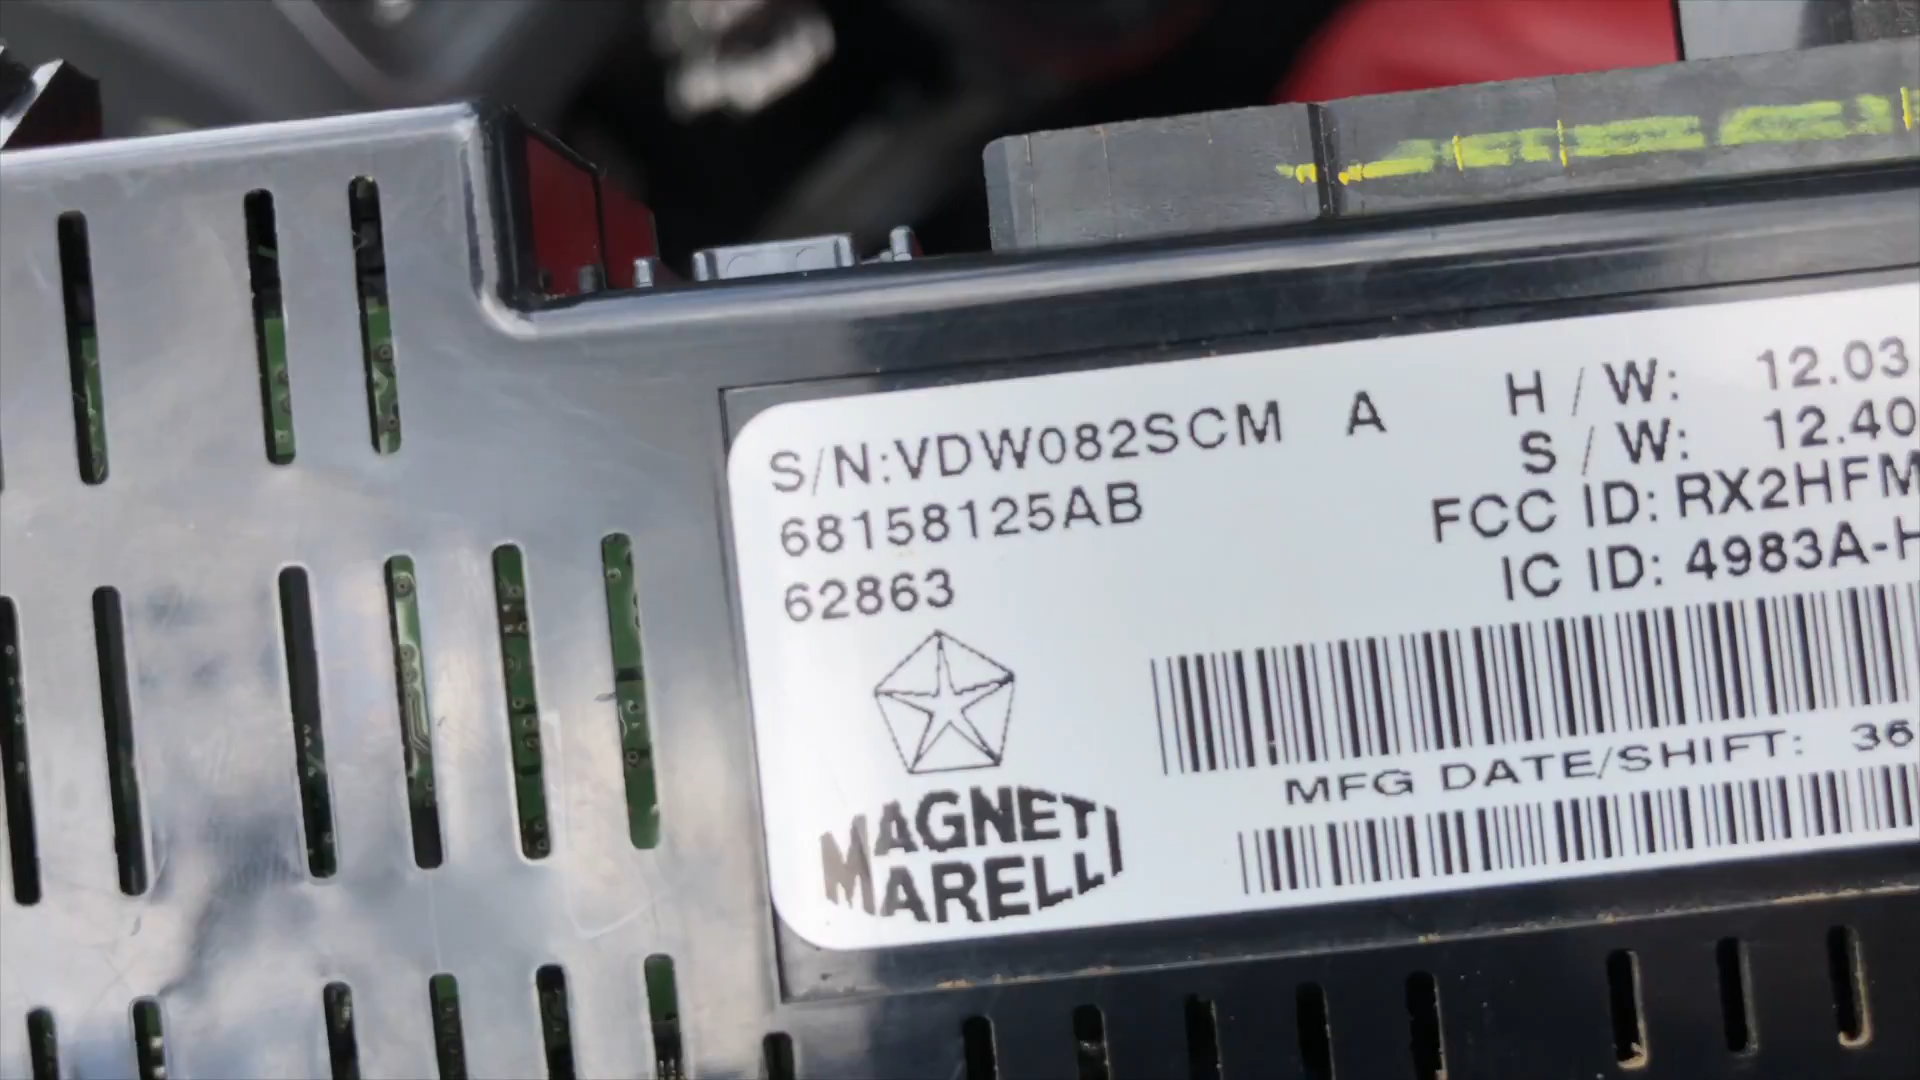 S/N:VDW082SCM A
68158125AB
62863
H/W: 12.03
S/W: 12.40
FCC ID: RX2HFM
IC ID: 4983A-H
MFG DATE/SHIFT: 36
MAGNETI
MARELLI